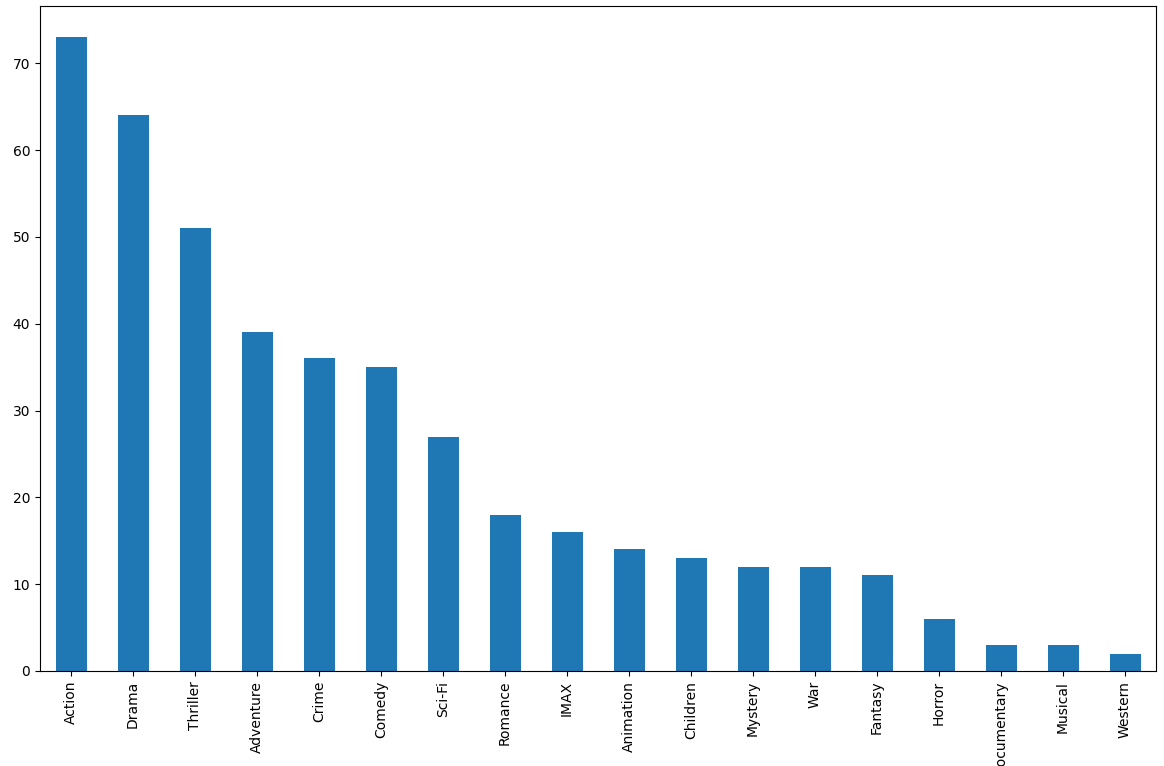 70
60
50
40
30
20
10
0
Action
Drama
Thriller
Adventure
Crime
Comedy
Sci-Fi
Romance
IMAX
Animation
Children
Mystery
War
Fantasy
Horror
ocumentary
Musical
Western